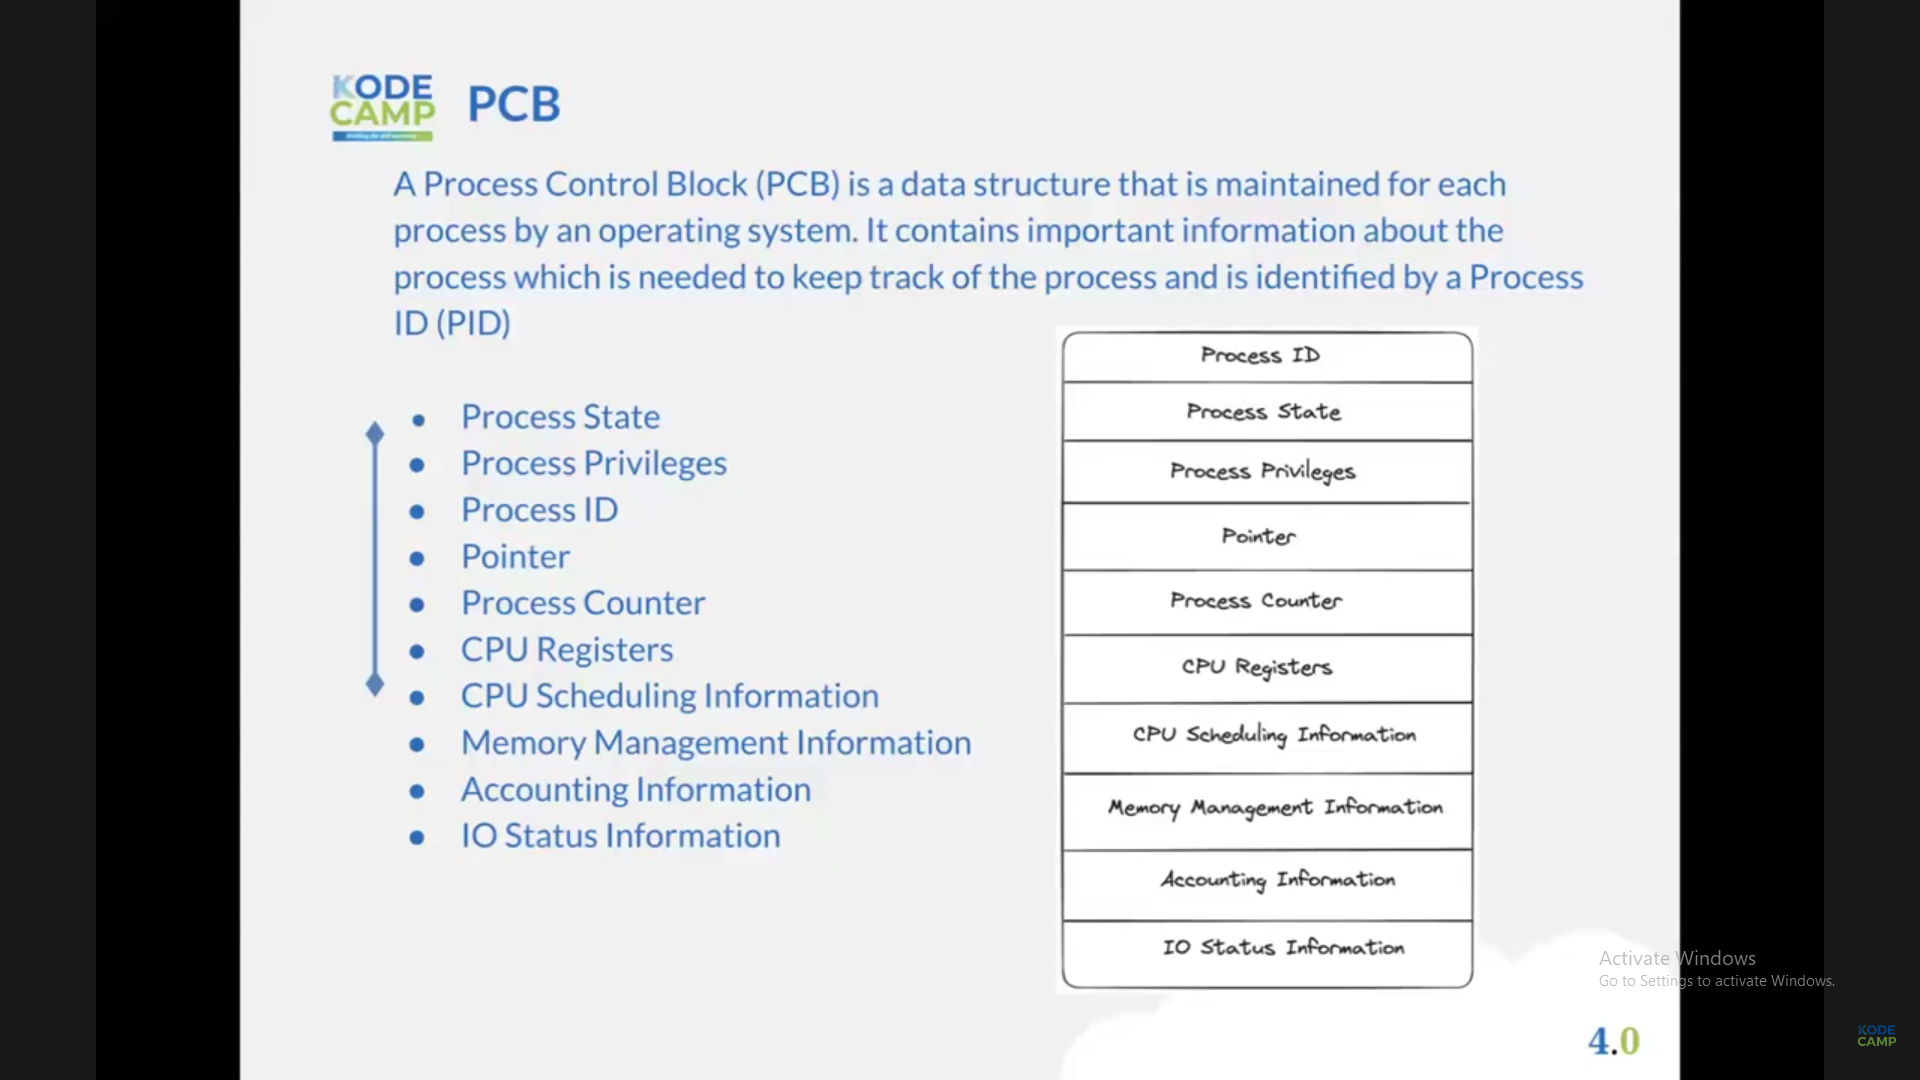 KODE
CAMP
PCB
A Process Control Block (PCB) is a data structure that is maintained for each
process by an operating system. It contains important information about the
process which is needed to keep track of the process and is identified by a Process
ID (PID)
● Process State
● Process Privileges
● Process ID
● Pointer
● Process Counter
● CPU Registers
● CPU Scheduling Information
● Memory Management Information
● Accounting Information
● IO Status Information
Process ID
Process State
Process Privileges
Pointer
Process Counter
CPU Registers
CPU Scheduling Information
Memory Management Information
Accounting Information
IO Status Information
Activate Windows
Go to Settings to activate Windows.
4.0
KODE
CAMP